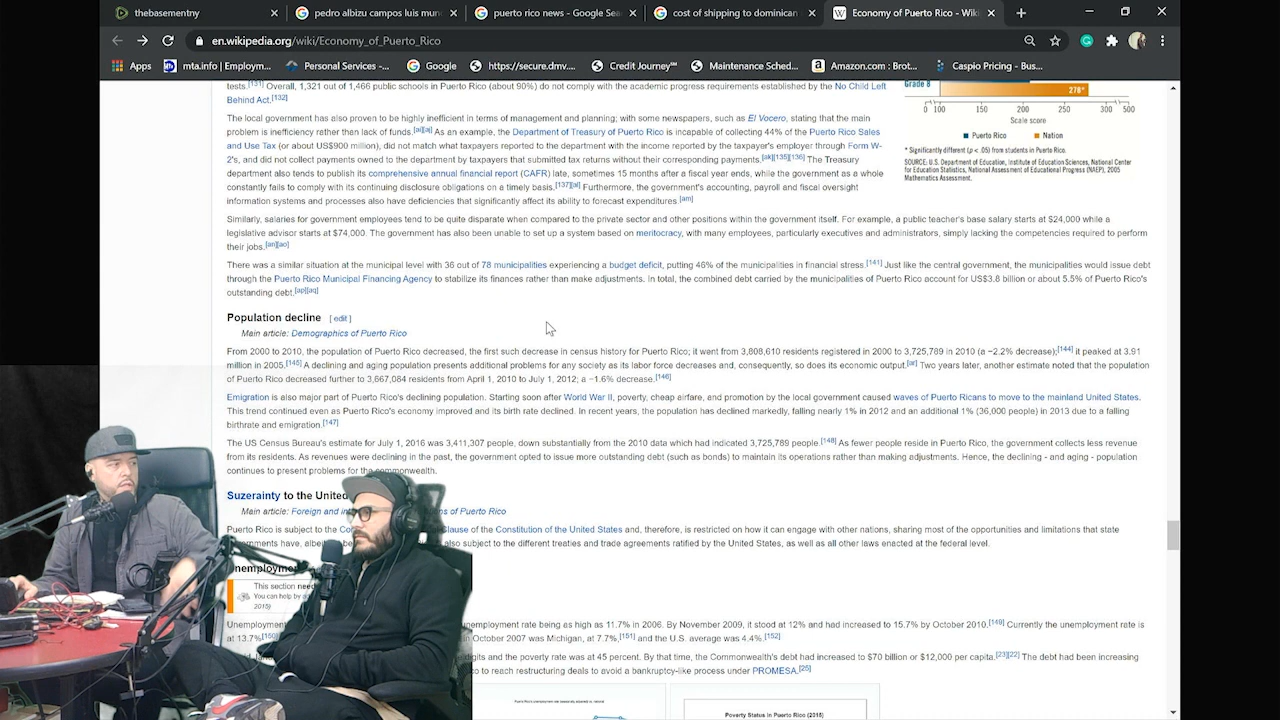 thebasementny
pedro albizu campos luis mun
puerto rico news - Google Sea
cost of shipping to dominican
Economy of Puerto Rico - Wiki
en.wikipedia.org/wiki/Economy_of_Puerto_Rico
Apps
mta.info | Employm...
Personal Services -...
Google
https://secure.dmv....
Credit Journey℠
Maintenance Sched...
Amazon.com : Brot...
Caspio Pricing - Bus...
tests.[131] Overall, 1,321 out of 1,466 public schools in Puerto Rico (about 90%) do not comply with the academic progress requirements established by the No Child Left
Behind Act.[132]
The local government has also proven to be highly inefficient in terms of management and planning; with some newspapers, such as El Vocero, stating that the main
problem is inefficiency rather than lack of funds.[ai][aj] As an example, the Department of Treasury of Puerto Rico is incapable of collecting 44% of the Puerto Rico Sales
and Use Tax (or about US$900 million), did not match what taxpayers reported to the department with the income reported by the taxpayer's employer through Form W-
2's, and did not collect payments owned to the department by taxpayers that submitted tax returns without their corresponding payments.[ak][135][136] The Treasury
department also tends to publish its comprehensive annual financial report (CAFR) late, sometimes 15 months after a fiscal year ends, while the government as a whole
constantly fails to comply with its continuing disclosure obligations on a timely basis.[137][al] Furthermore, the government's accounting, payroll and fiscal oversight
information systems and processes also have deficiencies that significantly affect its ability to forecast expenditures.[am]
Grade 8
278*
0 100 150 200 250 300 500
Scale score
Puerto Rico Nation
* Significantly different (p < .05) from students in Puerto Rico.
SOURCE: U.S. Department of Education, Institute of Education Sciences, National Center
for Education Statistics, National Assessment of Educational Progress (NAEP), 2005
Mathematics Assessment.
Similarly, salaries for government employees tend to be quite disparate when compared to the private sector and other positions within the government itself. For example, a public teacher's base salary starts at $24,000 while a
legislative advisor starts at $74,000. The government has also been unable to set up a system based on meritocracy, with many employees, particularly executives and administrators, simply lacking the competencies required to perform
their jobs.[an][ao]
There was a similar situation at the municipal level with 36 out of 78 municipalities experiencing a budget deficit, putting 46% of the municipalities in financial stress.[141] Just like the central government, the municipalities would issue debt
through the Puerto Rico Municipal Financing Agency to stabilize its finances rather than make adjustments. In total, the combined debt carried by the municipalities of Puerto Rico account for US$3.8 billion or about 5.5% of Puerto Rico's
outstanding debt.[ap][aq]
Population decline [ edit ]
Main article: Demographics of Puerto Rico
From 2000 to 2010, the population of Puerto Rico decreased, the first such decrease in census history for Puerto Rico; it went from 3,808,610 residents registered in 2000 to 3,725,789 in 2010 (a −2.2% decrease);[144] it peaked at 3.91
million in 2005.[145] A declining and aging population presents additional problems for any society as its labor force decreases and, consequently, so does its economic output.[ar] Two years later, another estimate noted that the population
of Puerto Rico decreased further to 3,667,084 residents from April 1, 2010 to July 1, 2012; a −1.6% decrease.[146]
Emigration is also major part of Puerto Rico's declining population. Starting soon after World War II, poverty, cheap airfare, and promotion by the local government caused waves of Puerto Ricans to move to the mainland United States.
This trend continued even as Puerto Rico's economy improved and its birth rate declined. In recent years, the population has declined markedly, falling nearly 1% in 2012 and an additional 1% (36,000 people) in 2013 due to a falling
birthrate and emigration.[147]
The US Census Bureau's estimate for July 1, 2016 was 3,411,307 people, down substantially from the 2010 data which had indicated 3,725,789 people.[148] As fewer people reside in Puerto Rico, the government collects less revenue
from its residents. As revenues were declining in the past, the government opted to issue more outstanding debt (such as bonds) to maintain its operations rather than making adjustments. Hence, the declining - and aging - population
continues to present problems for the commonwealth.
Suzerainty to the United
Main article: Foreign and int ns of Puerto Rico
Puerto Rico is subject to the Co lause of the Constitution of the United States and, therefore, is restricted on how it can engage with other nations, sharing most of the opportunities and limitations that state
ernments have, albeit be also subject to the different treaties and trade agreements ratified by the United States, as well as all other laws enacted at the federal level.
nemployment
This section need
You can help by a
2015)
Unemployment employment rate being as high as 11.7% in 2006. By November 2009, it stood at 12% and had increased to 15.7% by October 2010.[149] Currently the unemployment rate is
at 13.7%[150] n October 2007 was Michigan, at 7.7%,[151] and the U.S. average was 4.4%.[152]
igits and the poverty rate was at 45 percent. By that time, the Commonwealth's debt had increased to $70 billion or $12,000 per capita.[23][22] The debt had been increasing
o to reach restructuring deals to avoid a bankruptcy-like process under PROMESA.[25]
Poverty Status in Puerto Rico (2015)